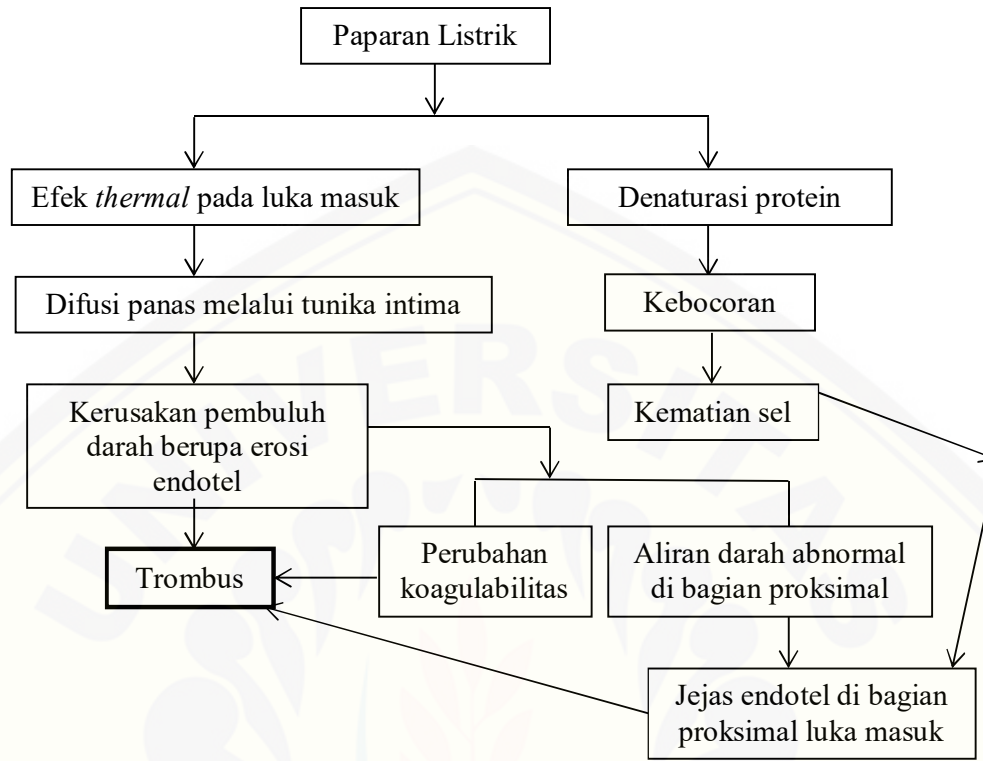 Paparan Listrik
Efek thermal pada luka masuk
Denaturasi protein
Difusi panas melalui tunika intima
Kebocoran
Kerusakan pembuluh
darah berupa erosi
endotel
Kematian sel
Trombus
Perubahan
koagulabilitas
Aliran darah abnormal
di bagian proksimal
Jejas endotel di bagian
proksimal luka masuk
UNIVERSITAS